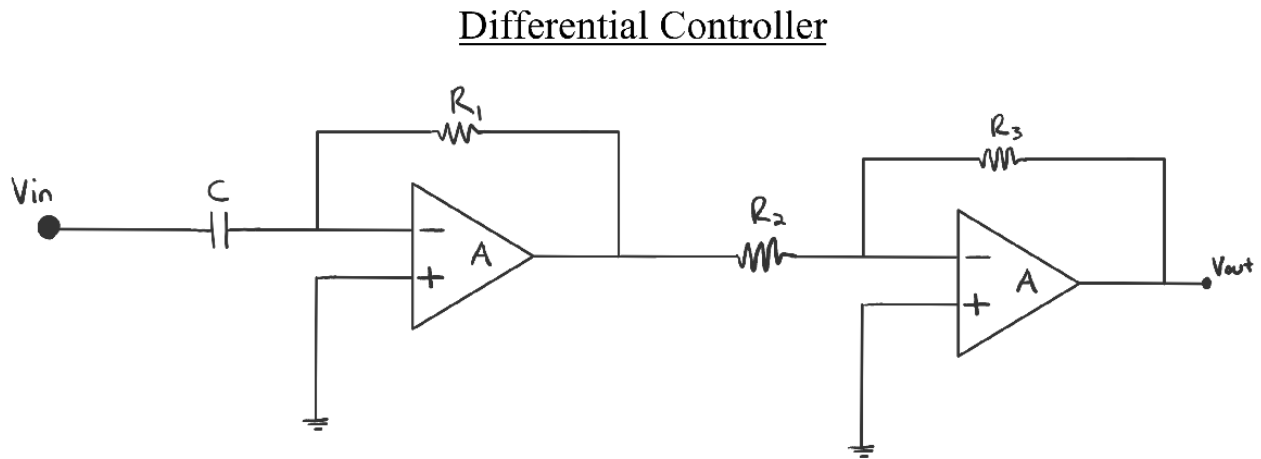 Differential Controller
R1
R3
Vin
C
R2
−
A
+
−
A
+
Vout